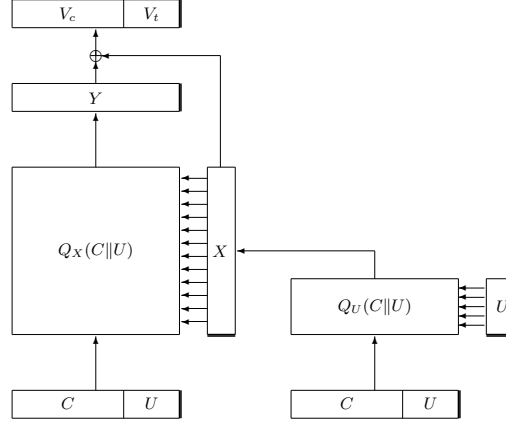 V_c V_t
⊕
Y
Q_X(C‖U) X
Q_U(C‖U) U
C U C U